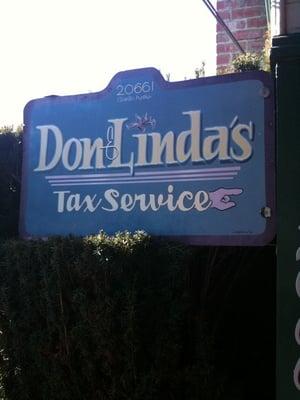 20661
Don & Linda's
Tax Service